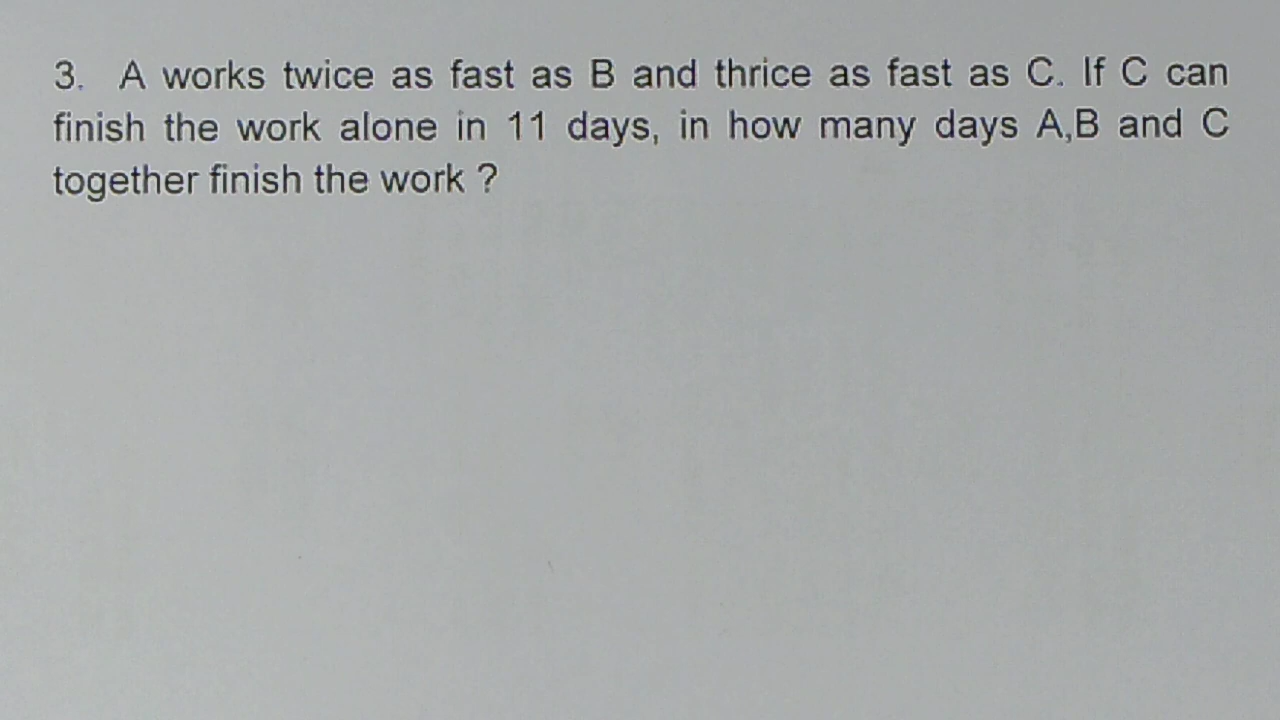 3. A works twice as fast as B and thrice as fast as C. If C can
finish the work alone in 11 days, in how many days A,B and C
together finish the work ?